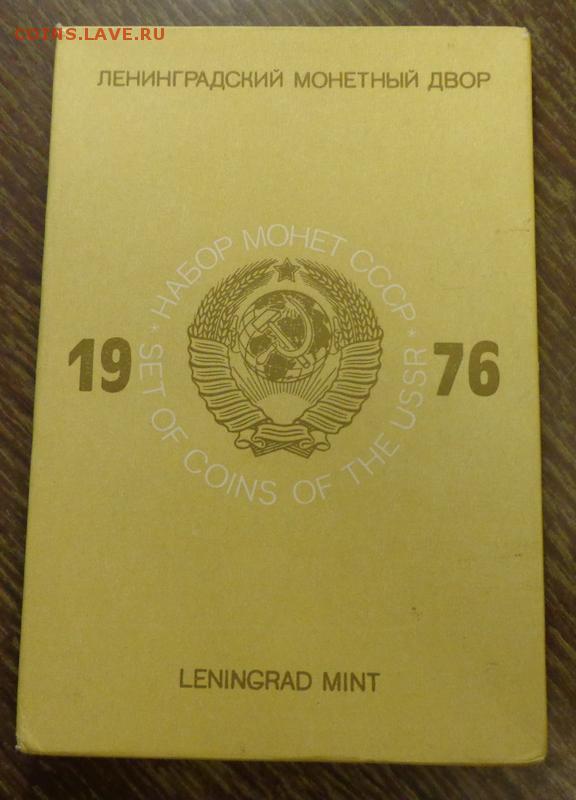 COINS.LAVE.RU
ЛЕНИНГРАДСКИЙ МОНЕТНЫЙ ДВОР
* НАБОР МОНЕТ СССР *
19 76
SET OF COINS OF THE USSR
LENINGRAD MINT